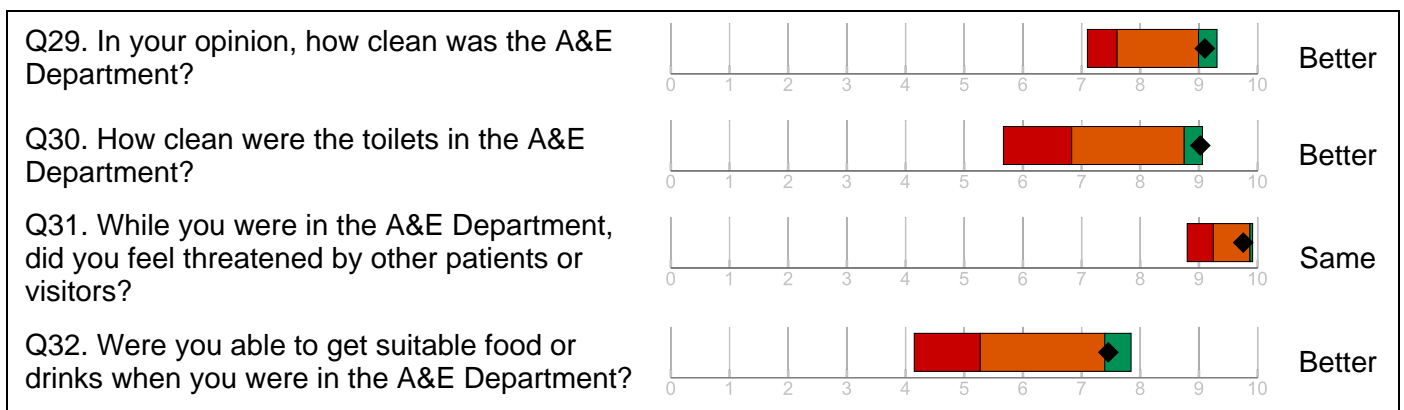 Q29. In your opinion, how clean was the A&E
Department?
0 1 2 3 4 5 6 7 8 9 10
Better
Q30. How clean were the toilets in the A&E
Department?
0 1 2 3 4 5 6 7 8 9 10
Better
Q31. While you were in the A&E Department,
did you feel threatened by other patients or
visitors?
0 1 2 3 4 5 6 7 8 9 10
Same
Q32. Were you able to get suitable food or
drinks when you were in the A&E Department?
0 1 2 3 4 5 6 7 8 9 10
Better